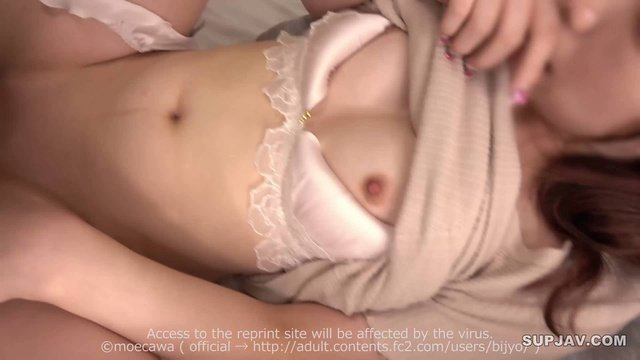 Access to the reprint site will be affected by the virus.
©moecawa ( official → http://adult.contents.fc2.com/users/bijyo/ )
SUPJAV.COM